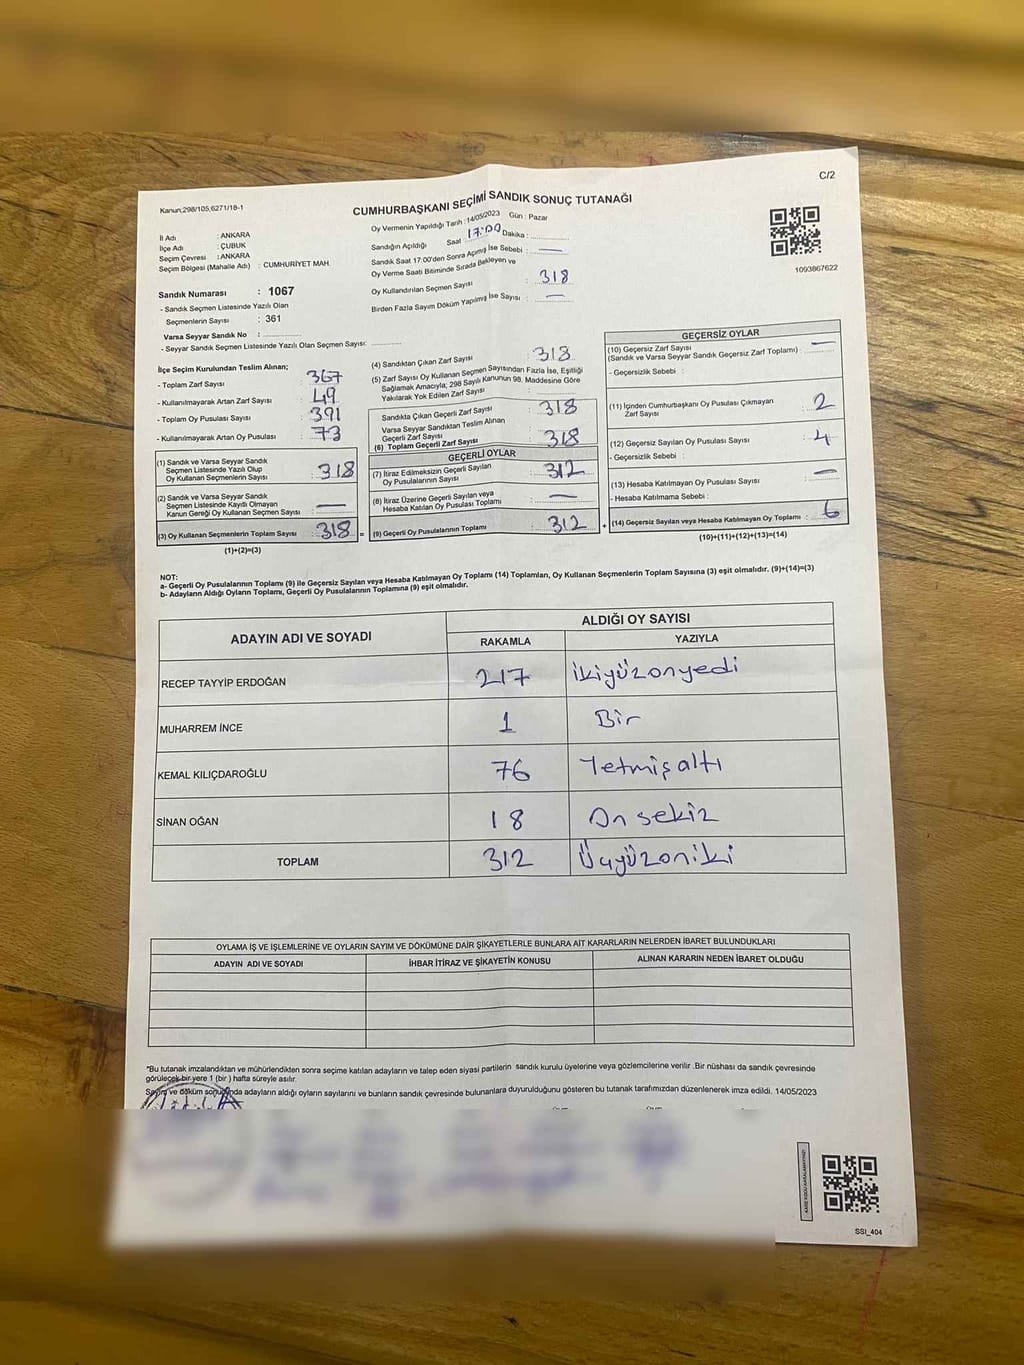 C/2
Kanun;298/105;6271/18-1
CUMHURBAŞKANI SEÇİMİ SANDIK SONUÇ TUTANAĞI
İl Adı : ANKARA
İlçe Adı : ÇUBUK
Seçim Çevresi : ANKARA
Seçim Bölgesi (Mahalle Adı) : CUMHURİYET MAH.
Sandık Numarası : 1067
- Sandık Seçmen Listesinde Yazılı Olan
Seçmenlerin Sayısı : 361
Varsa Seyyar Sandık No :
- Seyyar Sandık Seçmen Listesinde Yazılı Olan Seçmen Sayısı:
Oy Vermenin Yapıldığı Tarih : 14/05/2023 Gün : Pazar
Sandığın Açıldığı Saat : 17:00 Dakika :
Sandık Saat 17:00'den Sonra Açımış İse Sebebi : —
Oy Verme Saati Bitiminde Sırada Bekleyen ve
Oy Kullandırılan Seçmen Sayısı : 318
Birden Fazla Sayım Döküm Yapılmış İse Sayısı : —
1093867622
İlçe Seçim Kurulundan Teslim Alınan;
- Toplam Zarf Sayısı : 367
- Kullanılmayarak Artan Zarf Sayısı : 49
- Toplam Oy Pusulası Sayısı : 391
- Kullanılmayarak Artan Oy Pusulası : 73
(1) Sandık ve Varsa Seyyar Sandık
Seçmen Listesinde Yazılı Olup
Oy Kullanan Seçmenlerin Sayısı : 318
(2) Sandık ve Varsa Seyyar Sandık
Seçmen Listesinde Kayıtlı Olmayan
Kanun Gereği Oy Kullanan Seçmen Sayısı : —
(3) Oy Kullanan Seçmenlerin Toplam Sayısı : 318 =
(1)+(2)=(3)
(4) Sandıktan Çıkan Zarf Sayısı : 318
(5) Zarf Sayısı Oy Kullanan Seçmen Sayısından Fazla İse, Eşitliği
Sağlamak Amacıyla; 298 Sayılı Kanunun 98. Maddesine Göre
Yakılarak Yok Edilen Zarf Sayısı :
Sandıkta Çıkan Geçerli Zarf Sayısı : 318
Varsa Seyyar Sandıktan Teslim Alınan
Geçerli Zarf Sayısı
(6) Toplam Geçerli Zarf Sayısı : 318
GEÇERLİ OYLAR
(7) İtiraz Edilmeksizin Geçerli Sayılan
Oy Pusulalarının Sayısı : 312
(8) İtiraz Üzerine Geçerli Sayılan veya
Hesaba Katılan Oy Pusulası Toplamı : —
(9) Geçerli Oy Pusulalarının Toplamı : 312 +
GEÇERSİZ OYLAR
(10) Geçersiz Zarf Sayısı
(Sandık ve Varsa Seyyar Sandık Geçersiz Zarf Toplamı) : —
- Geçersizlik Sebebi :
(11) İçinden Cumhurbaşkanı Oy Pusulası Çıkmayan
Zarf Sayısı : 2
(12) Geçersiz Sayılan Oy Pusulası Sayısı : 4
- Geçersizlik Sebebi :
(13) Hesaba Katılmayan Oy Pusulası Sayısı : —
- Hesaba Katılmama Sebebi :
(14) Geçersiz Sayılan veya Hesaba Katılmayan Oy Toplamı : 6
(10)+(11)+(12)+(13)=(14)
NOT:
a- Geçerli Oy Pusulalarının Toplamı (9) ile Geçersiz Sayılan veya Hesaba Katılmayan Oy Toplamı (14) Toplamları, Oy Kullanan Seçmenlerin Toplam Sayısına (3) eşit olmalıdır. (9)+(14)=(3)
b- Adayların Aldığı Oyların Toplamı, Geçerli Oy Pusulalarının Toplamına (9) eşit olmalıdır.
ADAYIN ADI VE SOYADI
ALDIĞI OY SAYISI
RAKAMLA YAZIYLA
RECEP TAYYİP ERDOĞAN 217 İkiyüzonyedi
MUHARREM İNCE 1 Bir
KEMAL KILIÇDAROĞLU 76 Yetmişaltı
SİNAN OĞAN 18 On sekiz
TOPLAM 312 Üçyüzoniki
OYLAMA İŞ VE İŞLEMLERİNE VE OYLARIN SAYIM VE DÖKÜMÜNE DAİR ŞİKAYETLERLE BUNLARA AİT KARARLARIN NELERDEN İBARET BULUNDUKLARI
ADAYIN ADI VE SOYADI İHBAR İTİRAZ VE ŞİKAYETİN KONUSU ALINAN KARARIN NEDEN İBARET OLDUĞU
*Bu tutanak imzalandıktan ve mühürlendikten sonra seçime katılan adayların ve talep eden siyasi partilerin sandık kurulu üyelerine veya gözlemcilerine verilir .Bir nüshası da sandık çevresinde
görülecek bir yere 1 (bir ) hafta süreyle asılır.
Sayım ve döküm sonucunda adayların aldığı oyların sayılarını ve bunların sandık çevresinde bulunanlara duyurulduğunu gösteren bu tutanak tarafımızdan düzenlenerek imza edildi. 14/05/2023
SSI_404